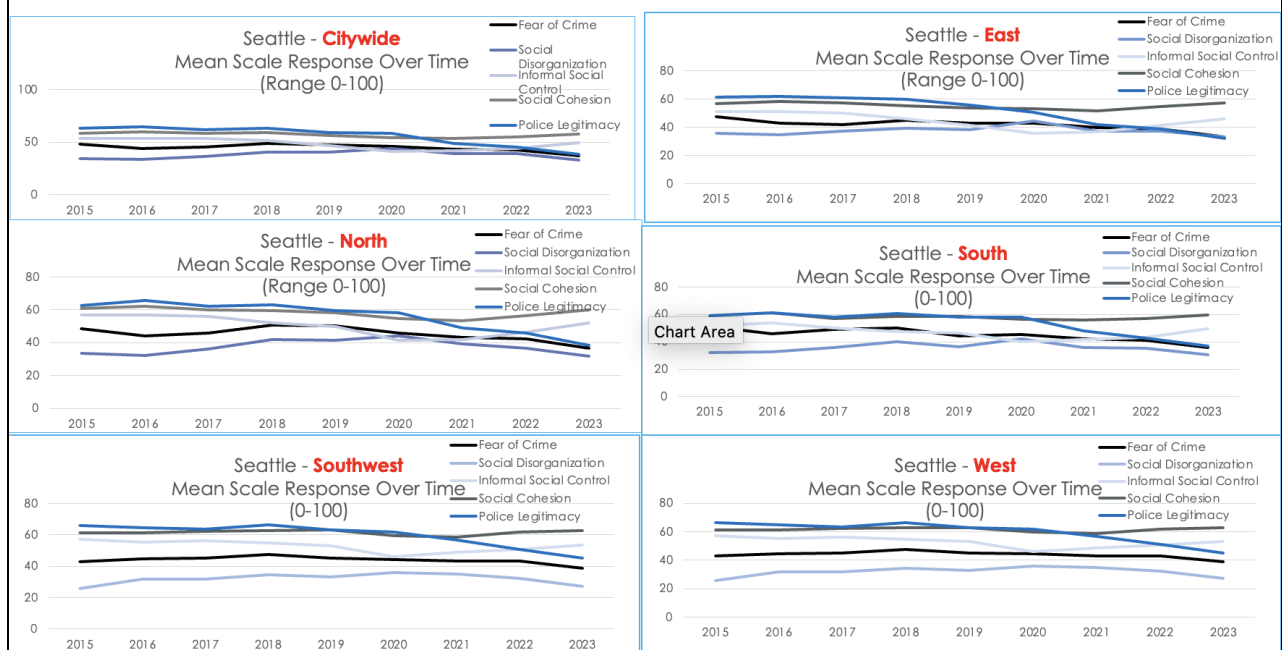 Seattle - Citywide
Mean Scale Response Over Time
(Range 0-100)
Fear of Crime
Social
Disorganization
Informal Social
Control
Social Cohesion
Police Legitimacy
100
50
0
2015 2016 2017 2018 2019 2020 2021 2022 2023
Seattle - East
Mean Scale Response Over Time
(Range 0-100)
Fear of Crime
Social Disorganization
Informal Social Control
Social Cohesion
Police Legitimacy
80
60
40
20
0
2015 2016 2017 2018 2019 2020 2021 2022 2023
Seattle - North
Mean Scale Response Over Time
(Range 0-100)
Fear of Crime
Social Disorganization
Informal Social Control
Social Cohesion
Police Legitimacy
80
60
40
20
0
2015 2016 2017 2018 2019 2020 2021 2022 2023
Seattle - South
Mean Scale Response Over Time
(0-100)
Fear of Crime
Social Disorganization
Informal Social Control
Social Cohesion
Police Legitimacy
80
60
Chart Area
40
20
0
2015 2016 2017 2018 2019 2020 2021 2022 2023
Seattle - Southwest
Mean Scale Response Over Time
(0-100)
Fear of Crime
Social Disorganization
Informal Social Control
Social Cohesion
Police Legitimacy
80
60
40
20
0
2015 2016 2017 2018 2019 2020 2021 2022 2023
Seattle - West
Mean Scale Response Over Time
(0-100)
Fear of Crime
Social Disorganization
Informal Social Control
Social Cohesion
Police Legitimacy
80
60
40
20
0
2015 2016 2017 2018 2019 2020 2021 2022 2023